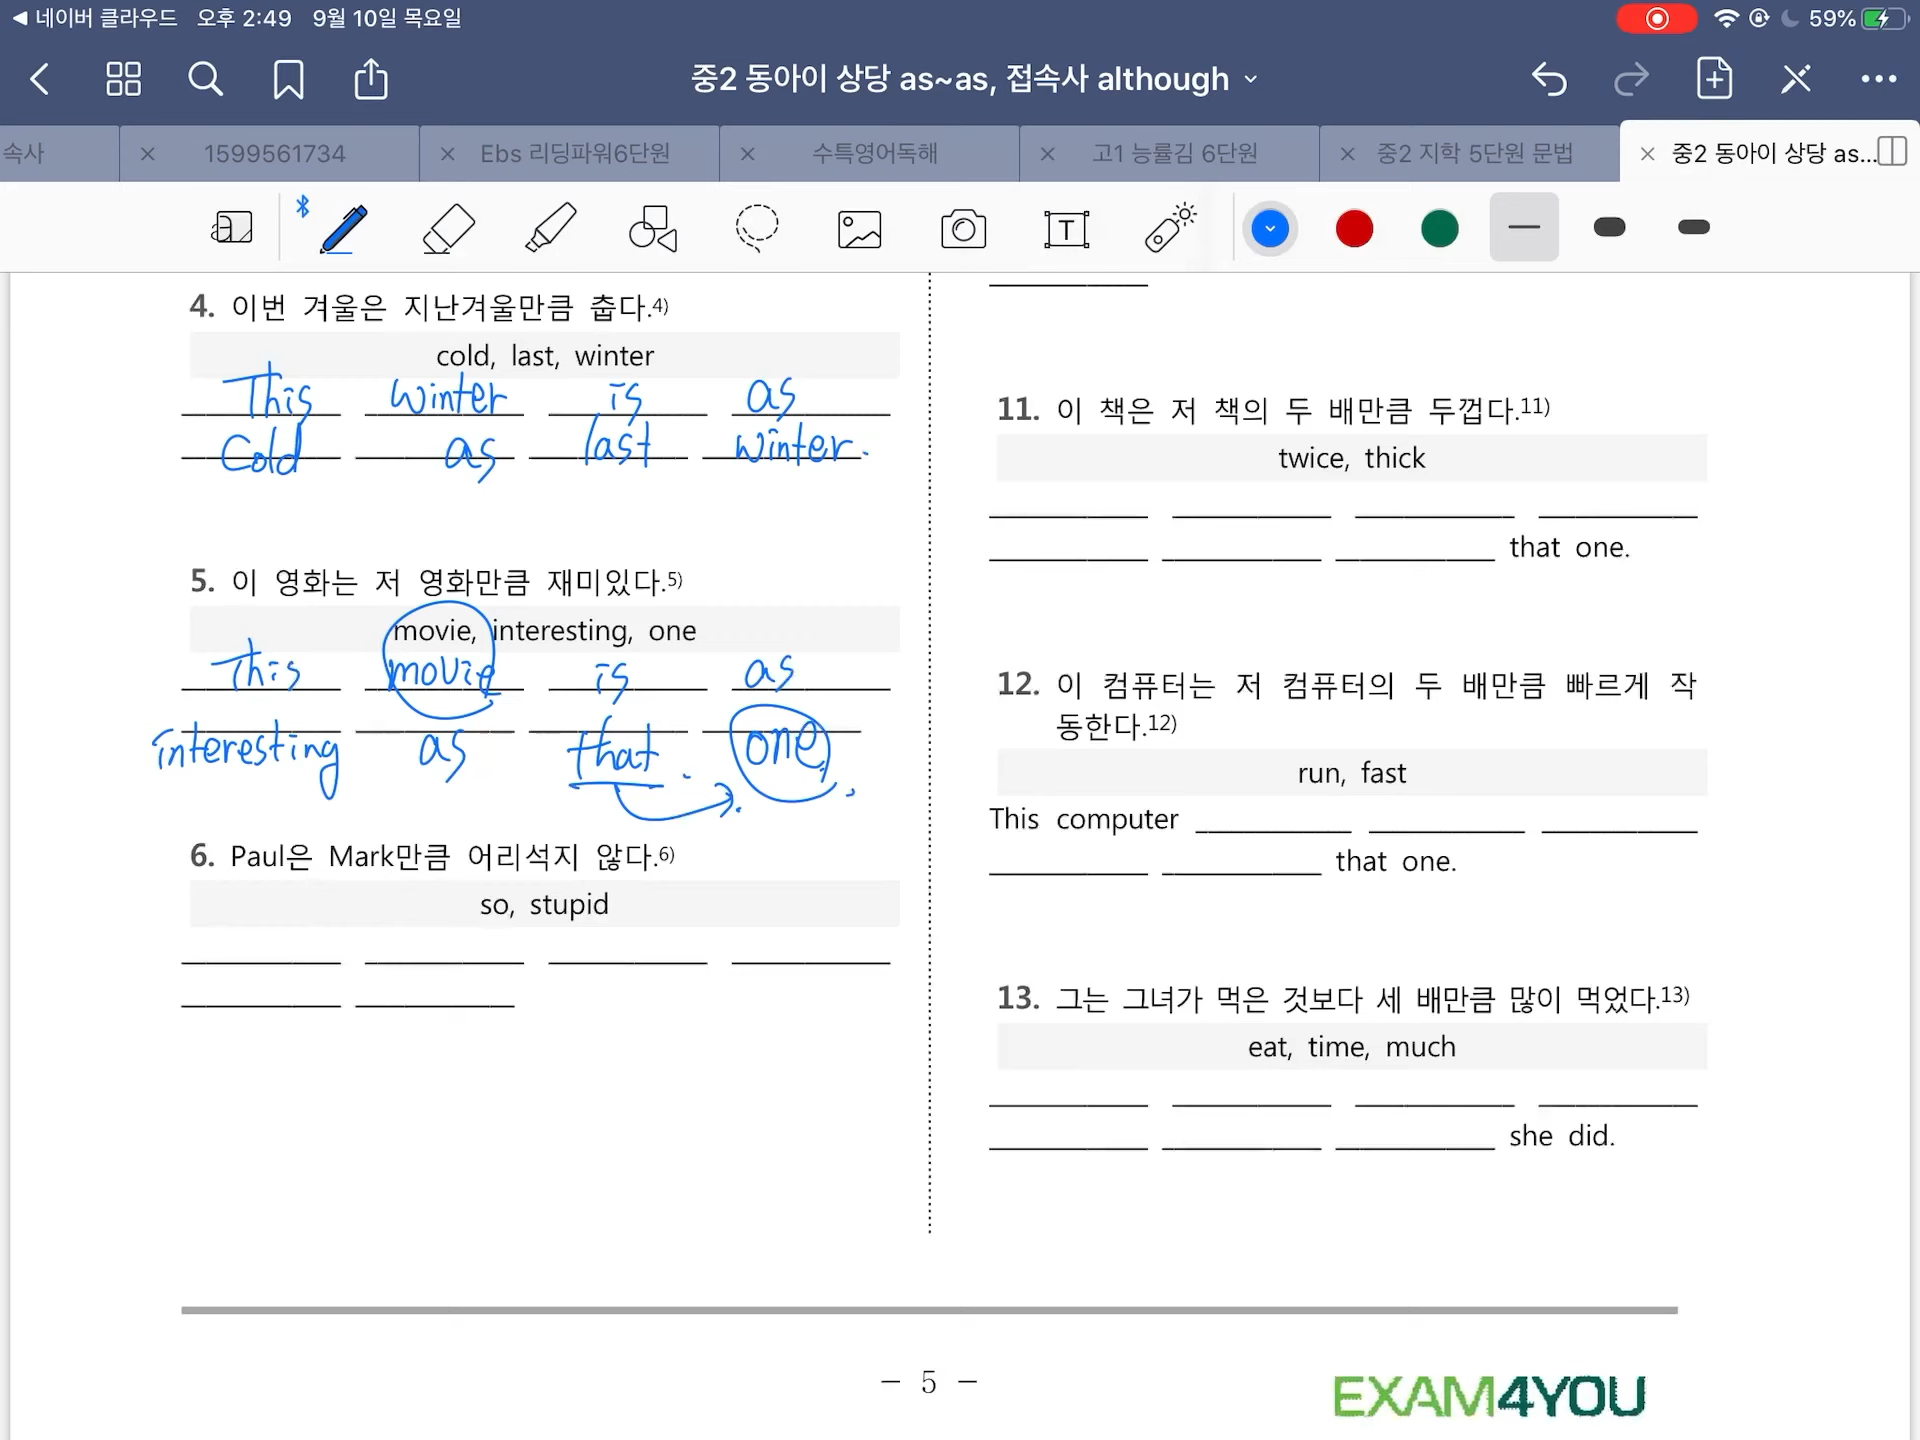 네이버 클라우드 오후 2:49 9월 10일 목요일
59%
중2 동아이 상당 as~as, 접속사 although
속사
1599561734
Ebs 리딩파워6단원
수특영어독해
고1 능률김 6단원
중2 지학 5단원 문법
중2 동아이 상당 as...
T
4. 이번 겨울은 지난겨울만큼 춥다.4)
cold, last, winter
This winter is as
Cold as last winter.
5. 이 영화는 저 영화만큼 재미있다.5)
movie, interesting, one
This movie is as
interesting as that one.
6. Paul은 Mark만큼 어리석지 않다.6)
so, stupid
11. 이 책은 저 책의 두 배만큼 두껍다.11)
twice, thick
that one.
12. 이 컴퓨터는 저 컴퓨터의 두 배만큼 빠르게 작
동한다.12)
run, fast
This computer
that one.
13. 그는 그녀가 먹은 것보다 세 배만큼 많이 먹었다.13)
eat, time, much
she did.
- 5 -
EXAM4YOU